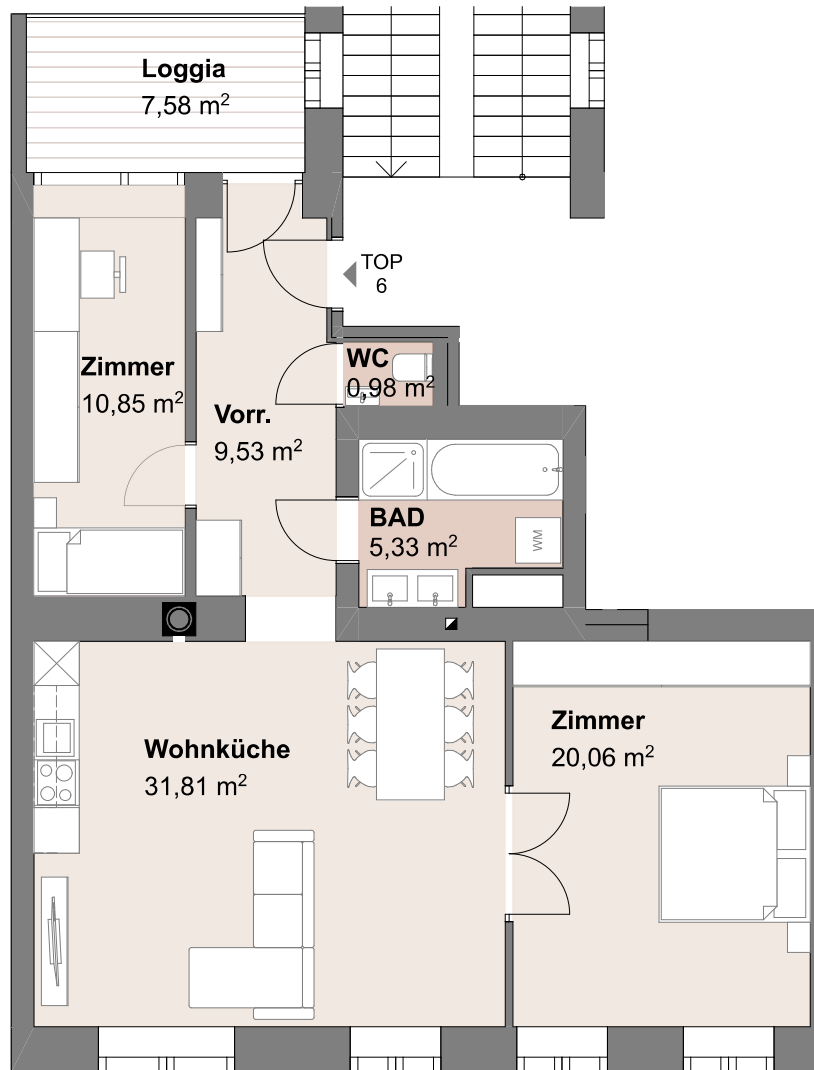 Loggia
7,58 m²
TOP
6
Zimmer
10,85 m²
WC
0,98 m²
Vorr.
9,53 m²
BAD
5,33 m²
WM
Wohnküche
31,81 m²
Zimmer
20,06 m²